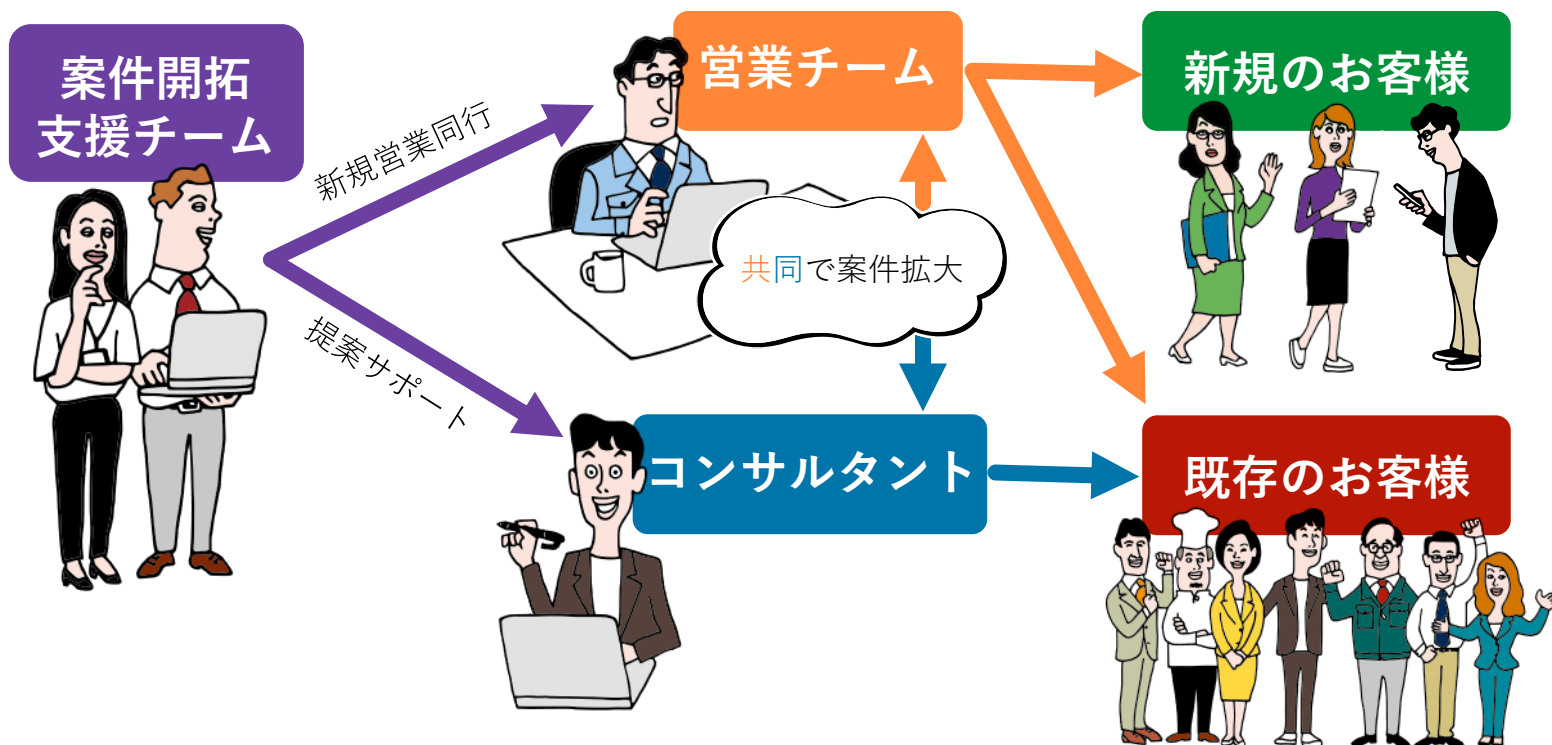 案件開拓
支援チーム
新規営業同行
提案サポート
営業チーム
共同で案件拡大
コンサルタント
新規のお客様
既存のお客様